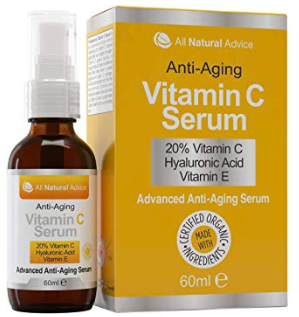 All Natural Advice
Anti-Aging
Vitamin C
Serum
20% Vitamin C
Hyaluronic Acid
Vitamin E
Advanced Anti-Aging Serum
60ml ℮
All Natural Advice
Anti-Aging
Vitamin C
Serum
20% Vitamin C
Hyaluronic Acid
Vitamin E
Advanced Anti-Aging Serum
CERTIFIED ORGANIC
MADE
WITH
INGREDIENTS
60ml ℮